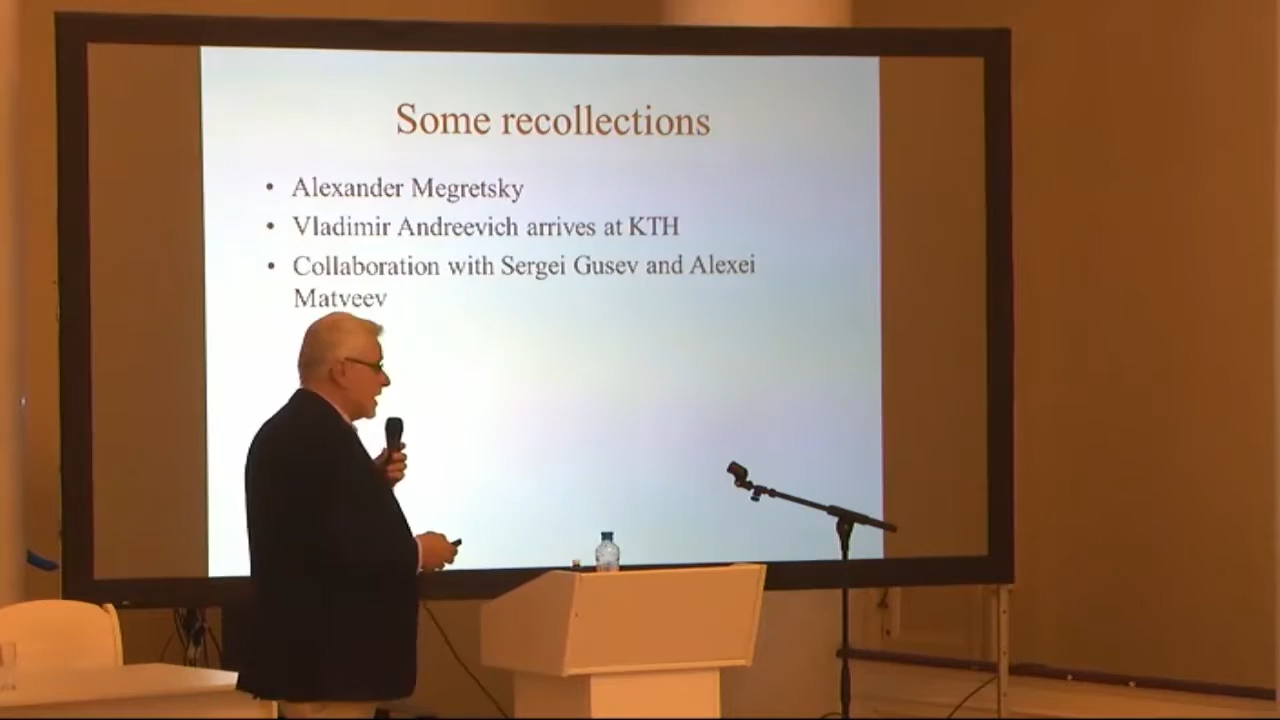 Some recollections
• Alexander Megretsky
• Vladimir Andreevich arrives at KTH
• Collaboration with Sergei Gusev and Alexei
Matveev